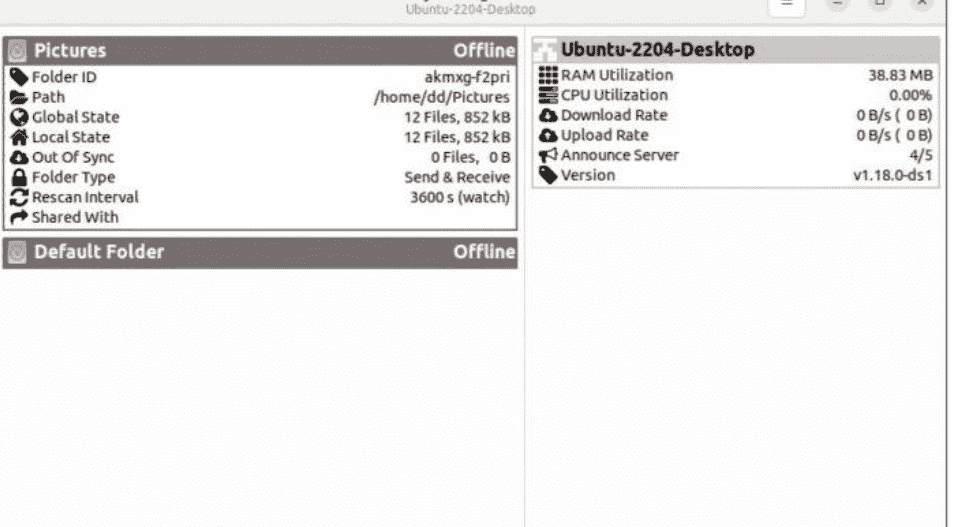 Ubuntu-2204-Desktop
Pictures Offline
Folder ID akmxg-f2pri
Path /home/dd/Pictures
Global State 12 Files, 852 kB
Local State 12 Files, 852 kB
Out Of Sync 0 Files, 0 B
Folder Type Send & Receive
Rescan Interval 3600 s (watch)
Shared With
Default Folder Offline
Ubuntu-2204-Desktop
RAM Utilization 38.83 MB
CPU Utilization 0.00%
Download Rate 0 B/s ( 0 B)
Upload Rate 0 B/s ( 0 B)
Announce Server 4/5
Version v1.18.0-ds1